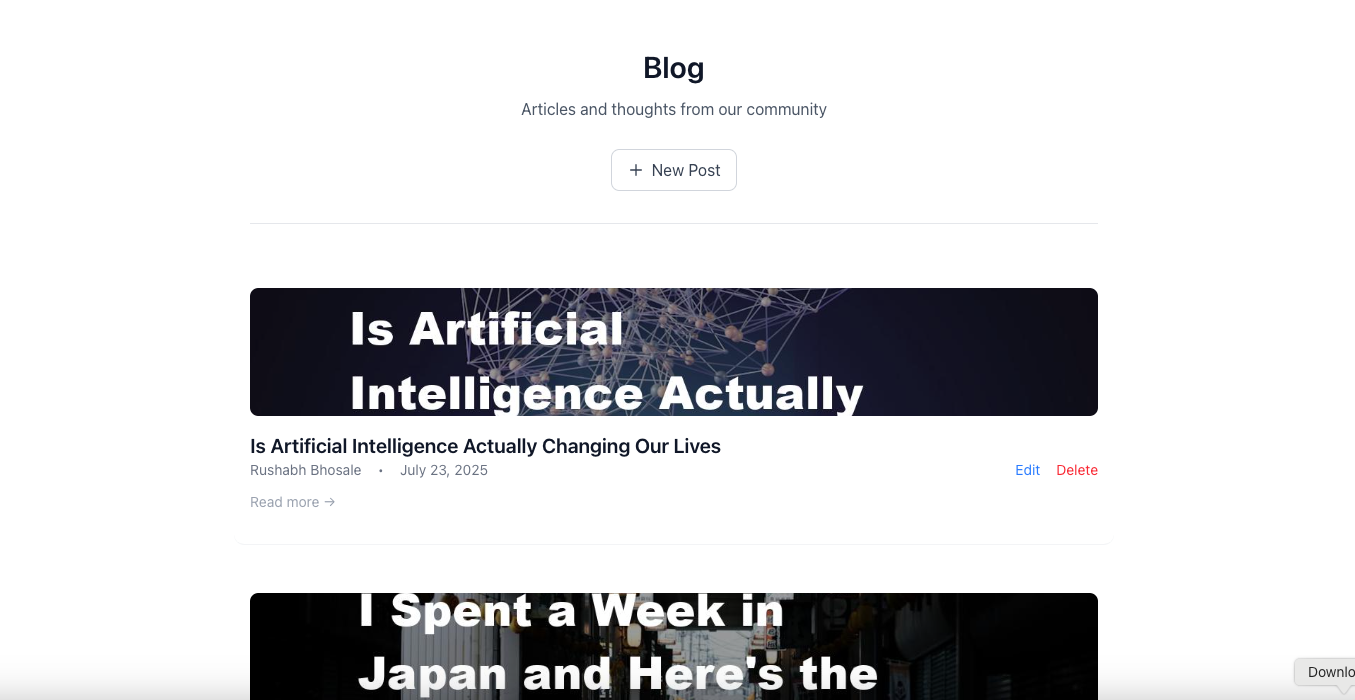 Blog
Articles and thoughts from our community
+ New Post
Is Artificial
Intelligence Actually
Is Artificial Intelligence Actually Changing Our Lives
Rushabh Bhosale • July 23, 2025 Edit Delete
Read more →
I Spent a Week in
Japan and Here's the
Downlo